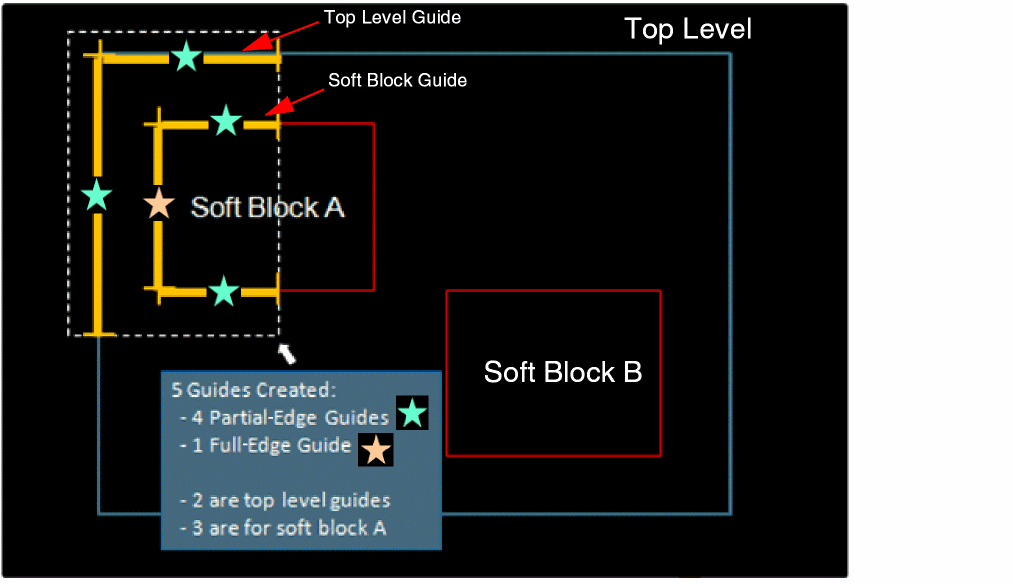 Top Level Guide
Top Level
Soft Block Guide
Soft Block A
Soft Block B
5 Guides Created:
- 4 Partial-Edge Guides
- 1 Full-Edge Guide
- 2 are top level guides
- 3 are for soft block A